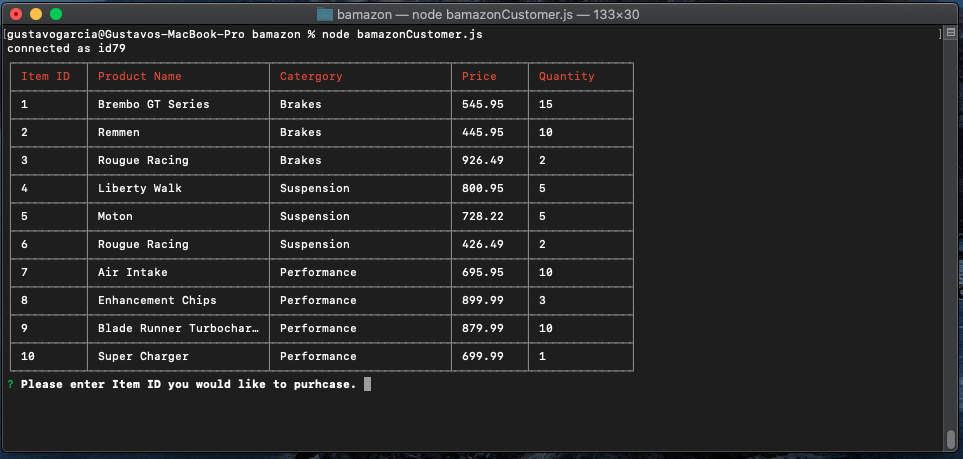 bamazon — node bamazonCustomer.js — 133×30
[gustavogarcia@Gustavos-MacBook-Pro bamazon % node bamazonCustomer.js ]
connected as id79
Item ID Product Name Catergory Price Quantity
1 Brembo GT Series Brakes 545.95 15
2 Remmen Brakes 445.95 10
3 Rougue Racing Brakes 926.49 2
4 Liberty Walk Suspension 800.95 5
5 Moton Suspension 728.22 5
6 Rougue Racing Suspension 426.49 2
7 Air Intake Performance 695.95 10
8 Enhancement Chips Performance 899.99 3
9 Blade Runner Turbochar… Performance 879.99 10
10 Super Charger Performance 699.99 1
? Please enter Item ID you would like to purhcase.